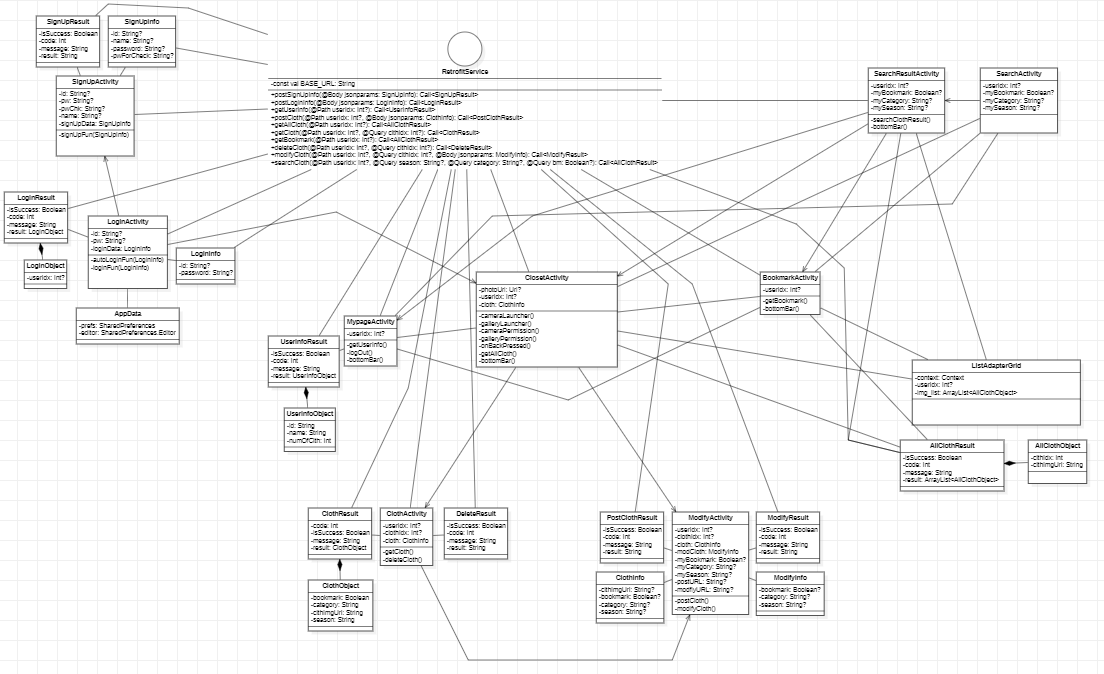 SignUpResult
-isSuccess: Boolean
-code: Int
-message: String
-result: String
SignUpInfo
-id: String?
-name: String?
-password: String?
-pwForCheck: String?
SignUpActivity
-id: String?
-pw: String?
-pwChk: String?
-name: String?
-signUpData: SignUpInfo
-signUpFun(SignUpInfo)
RetrofitService
-const val BASE_URL: String
+postSignUpInfo(@Body jsonparams: SignUpInfo): Call<SignUpResult>
+postLoginInfo(@Body jsonparams: LoginInfo): Call<LoginResult>
+getUserInfo(@Path userIdx: Int?): Call<UserInfoResult>
+postCloth(@Path userIdx: Int?, @Body jsonparams: ClothInfo): Call<PostClothResult>
+getAllCloth(@Path userIdx: Int?): Call<AllClothResult>
+getCloth(@Path userIdx: Int?, @Query clthIdx: Int?): Call<ClothResult>
+getBookmark(@Path userIdx: Int?): Call<AllClothResult>
+deleteCloth(@Path userIdx: Int?, @Query clthIdx: Int?): Call<DeleteResult>
+modifyCloth(@Path userIdx: Int?, @Query clthIdx: Int?, @Body jsonparams: ModifyInfo): Call<ModifyResult>
+searchCloth(@Path userIdx: Int?, @Query season: String?, @Query category: String?, @Query bm: Boolean?): Call<AllClothResult>
SearchResultActivity
-userIdx: Int?
-myBookmark: Boolean?
-myCategory: String?
-mySeason: String?
-searchClothResult()
-bottomBar()
SearchActivity
-userIdx: Int?
-myBookmark: Boolean?
-myCategory: String?
-mySeason: String?
LoginResult
-isSuccess: Boolean
-code: Int
-message: String
-result: LoginObject
LoginObject
-userIdx: Int?
LoginActivity
-id: String?
-pw: String?
-loginData: LoginInfo
-autoLoginFun(LoginInfo)
-loginFun(LoginInfo)
LoginInfo
-id: String?
-password: String?
AppData
-prefs: SharedPreferences
-editor: SharedPreferences.Editor
ClosetActivity
-photoUri: Uri?
-userIdx: Int?
-cloth: ClothInfo
-cameraLauncher()
-galleryLauncher()
-cameraPermission()
-galleryPermission()
-onBackPressed()
-getAllCloth()
-bottomBar()
BookmarkActivity
-userIdx: Int?
-getBookmark()
-bottomBar()
MypageActivity
-userIdx: Int?
-getUserInfo()
-logOut()
-bottomBar()
UserInfoResult
-isSuccess: Boolean
-code: Int
-message: String
-result: UserInfoObject
UserInfoObject
-id: String
-name: String
-numOfClth: Int
ListAdapterGrid
-context: Context
-userIdx: Int?
-img_list: ArrayList<AllClothObject>
AllClothResult
-isSuccess: Boolean
-code: Int
-message: String
-result: ArrayList<AllClothObject>
AllClothObject
-clthIdx: Int
-clthImgUrl: String
ClothResult
-code: Int
-isSuccess: Boolean
-message: String
-result: ClothObject
ClothActivity
-userIdx: Int?
-clothIdx: Int?
-cloth: ClothInfo
-getCloth()
-deleteCloth()
DeleteResult
-isSuccess: Boolean
-code: Int
-message: String
-result: String
ClothObject
-bookmark: Boolean
-category: String
-clthImgUrl: String
-season: String
PostClothResult
-isSuccess: Boolean
-code: Int
-message: String
-result: String
ClothInfo
-clthImgUrl: String?
-bookmark: Boolean?
-category: String?
-season: String?
ModifyActivity
-userIdx: Int?
-clothIdx: Int?
-cloth: ClothInfo
-modCloth: ModifyInfo
-myBookmark: Boolean?
-myCategory: String?
-mySeason: String?
-postURL: String?
-modfiyURL: String?
-postCloth()
-modifyCloth()
ModifyResult
-isSuccess: Boolean
-code: Int
-message: String
-result: String
ModifyInfo
-bookmark: Boolean?
-category: String?
-season: String?